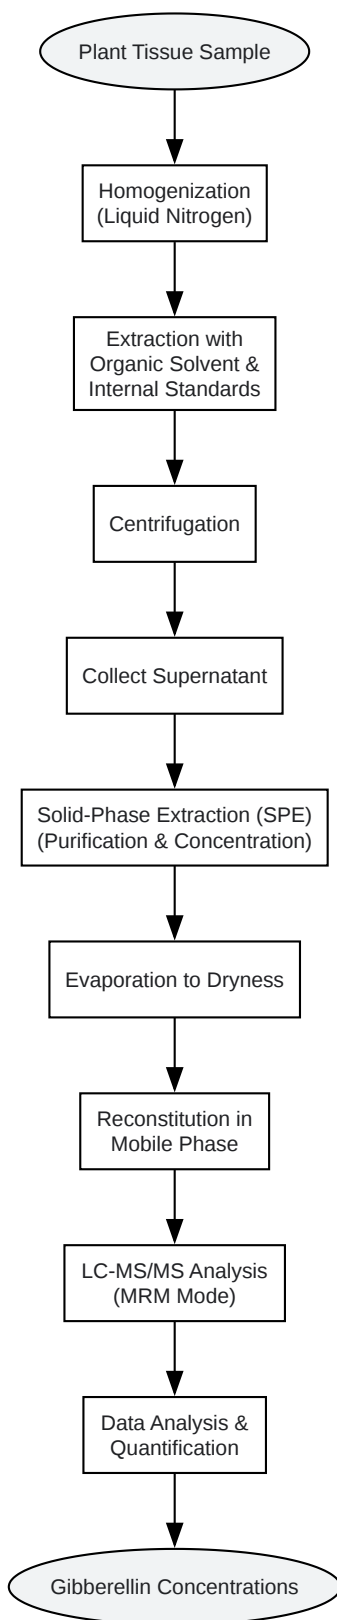 Plant Tissue Sample
Homogenization
(Liquid Nitrogen)
Extraction with
Organic Solvent &
Internal Standards
Centrifugation
Collect Supernatant
Solid-Phase Extraction (SPE)
(Purification & Concentration)
Evaporation to Dryness
Reconstitution in
Mobile Phase
LC-MS/MS Analysis
(MRM Mode)
Data Analysis &
Quantification
Gibberellin Concentrations